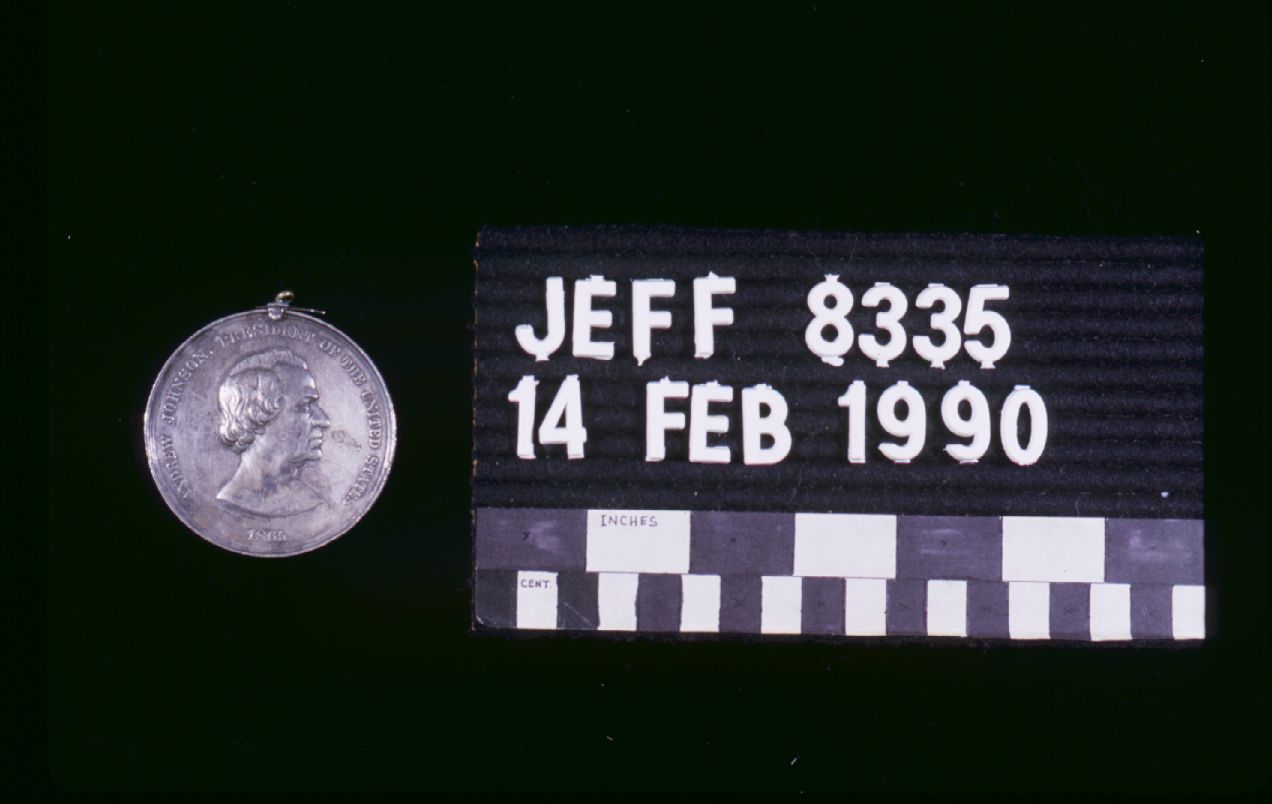 ANDREW JOHNSON, PRESIDENT OF THE UNITED STATES
1865
JEFF 8335
14 FEB 1990
INCHES
CENT.